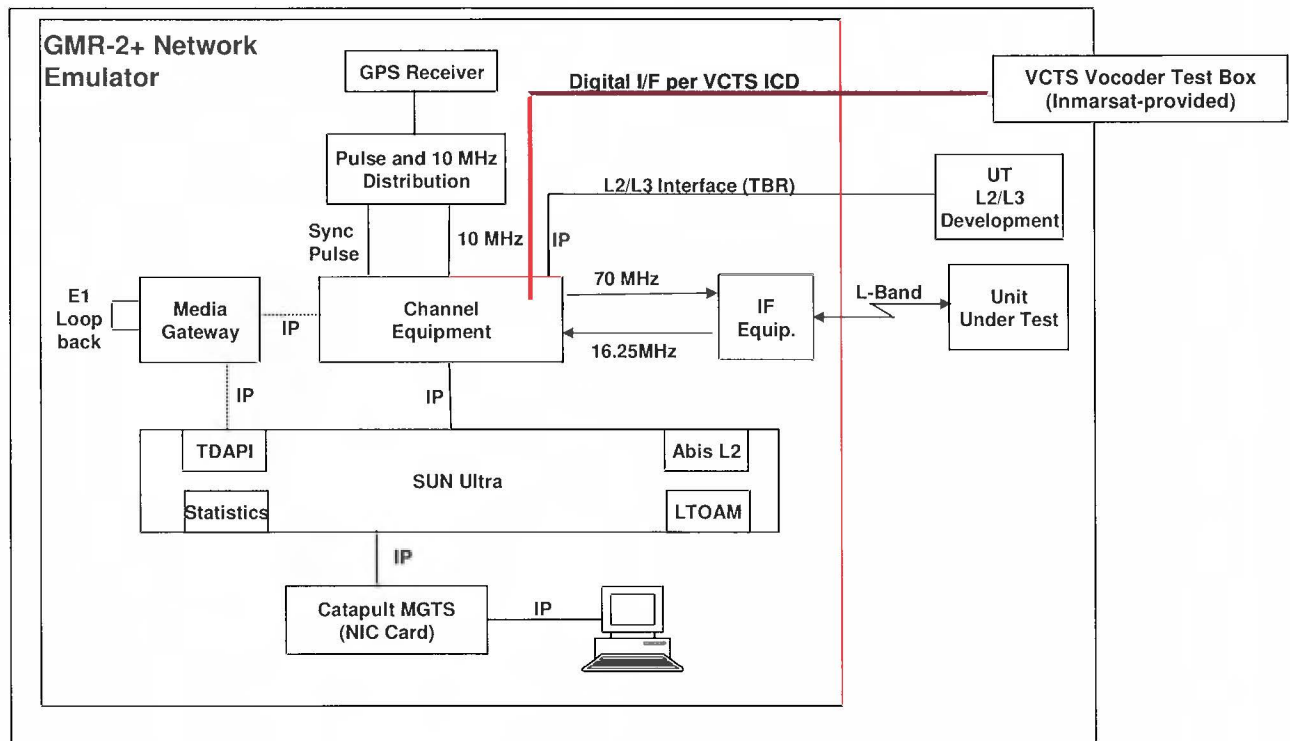 GMR-2+ Network
Emulator
GPS Receiver
Digital I/F per VCTS ICD
VCTS Vocoder Test Box
(Inmarsat-provided)
Pulse and 10 MHz
Distribution
L2/L3 Interface (TBR)
UT
L2/L3
Development
Sync
Pulse
10 MHz
IP
E1
Loop
back
Media
Gateway
IP
Channel
Equipment
70 MHz
16.25MHz
IF
Equip.
L-Band
Unit
Under Test
IP
IP
TDAPI
Abis L2
SUN Ultra
Statistics
LTOAM
IP
Catapult MGTS
(NIC Card)
IP